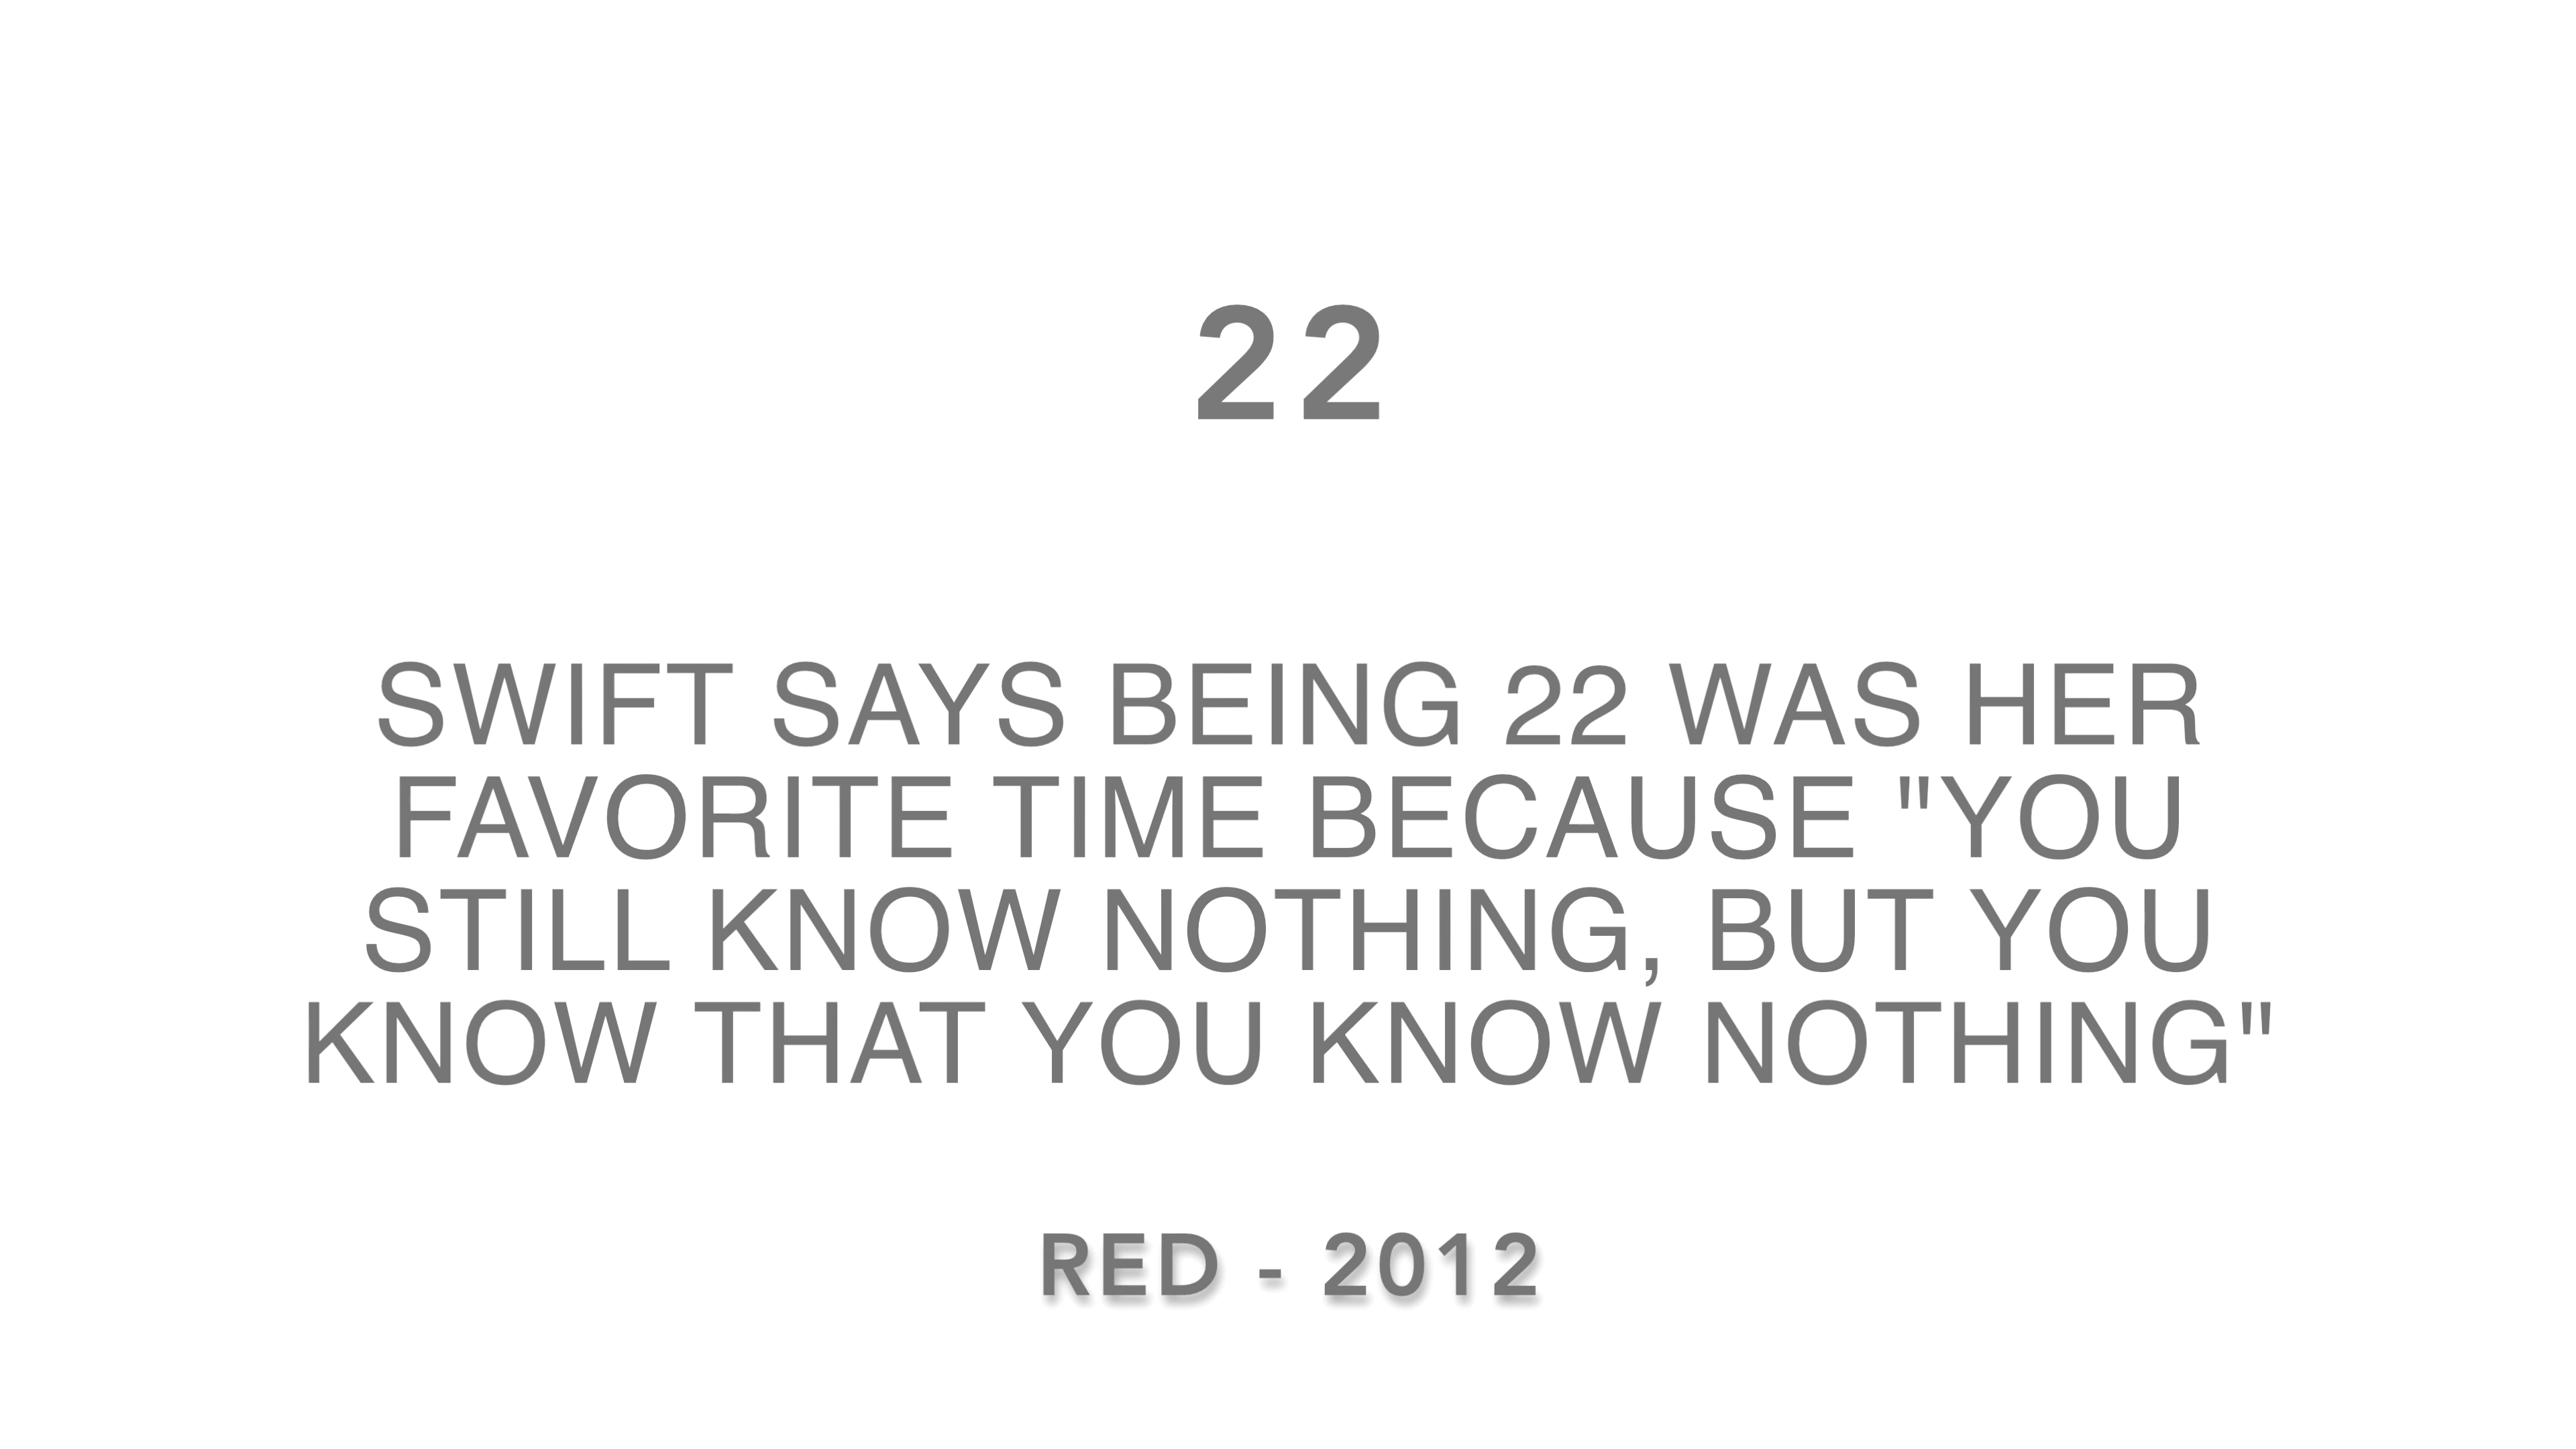 22
SWIFT SAYS BEING 22 WAS HER
FAVORITE TIME BECAUSE "YOU
STILL KNOW NOTHING, BUT YOU
KNOW THAT YOU KNOW NOTHING"
RED - 2012